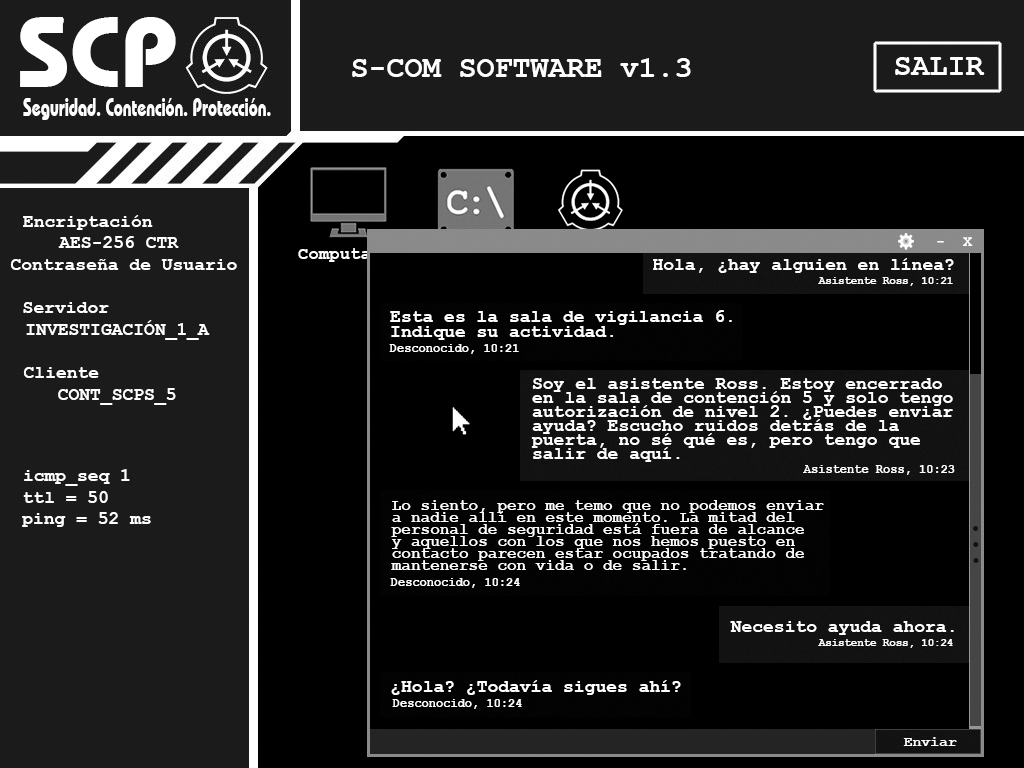 SCP
Seguridad. Contención. Protección.
S-COM SOFTWARE v1.3
SALIR
Encriptación
AES-256 CTR
Contraseña de Usuario
Servidor
INVESTIGACIÓN_1_A
Cliente
CONT_SCPS_5
icmp_seq 1
ttl = 50
ping = 52 ms
C:\
Computa
- x
Hola, ¿hay alguien en línea?
Asistente Ross, 10:21
Esta es la sala de vigilancia 6.
Indique su actividad.
Desconocido, 10:21
Soy el asistente Ross. Estoy encerrado
en la sala de contención 5 y solo tengo
autorización de nivel 2. ¿Puedes enviar
ayuda? Escucho ruidos detrás de la
puerta, no sé qué es, pero tengo que
salir de aquí.
Asistente Ross, 10:23
Lo siento, pero me temo que no podemos enviar
a nadie allí en este momento. La mitad del
personal de seguridad está fuera de alcance
y aquellos con los que nos hemos puesto en
contacto parecen estar ocupados tratando de
mantenerse con vida o de salir.
Desconocido, 10:24
Necesito ayuda ahora.
Asistente Ross, 10:24
¿Hola? ¿Todavía sigues ahí?
Desconocido, 10:24
Enviar